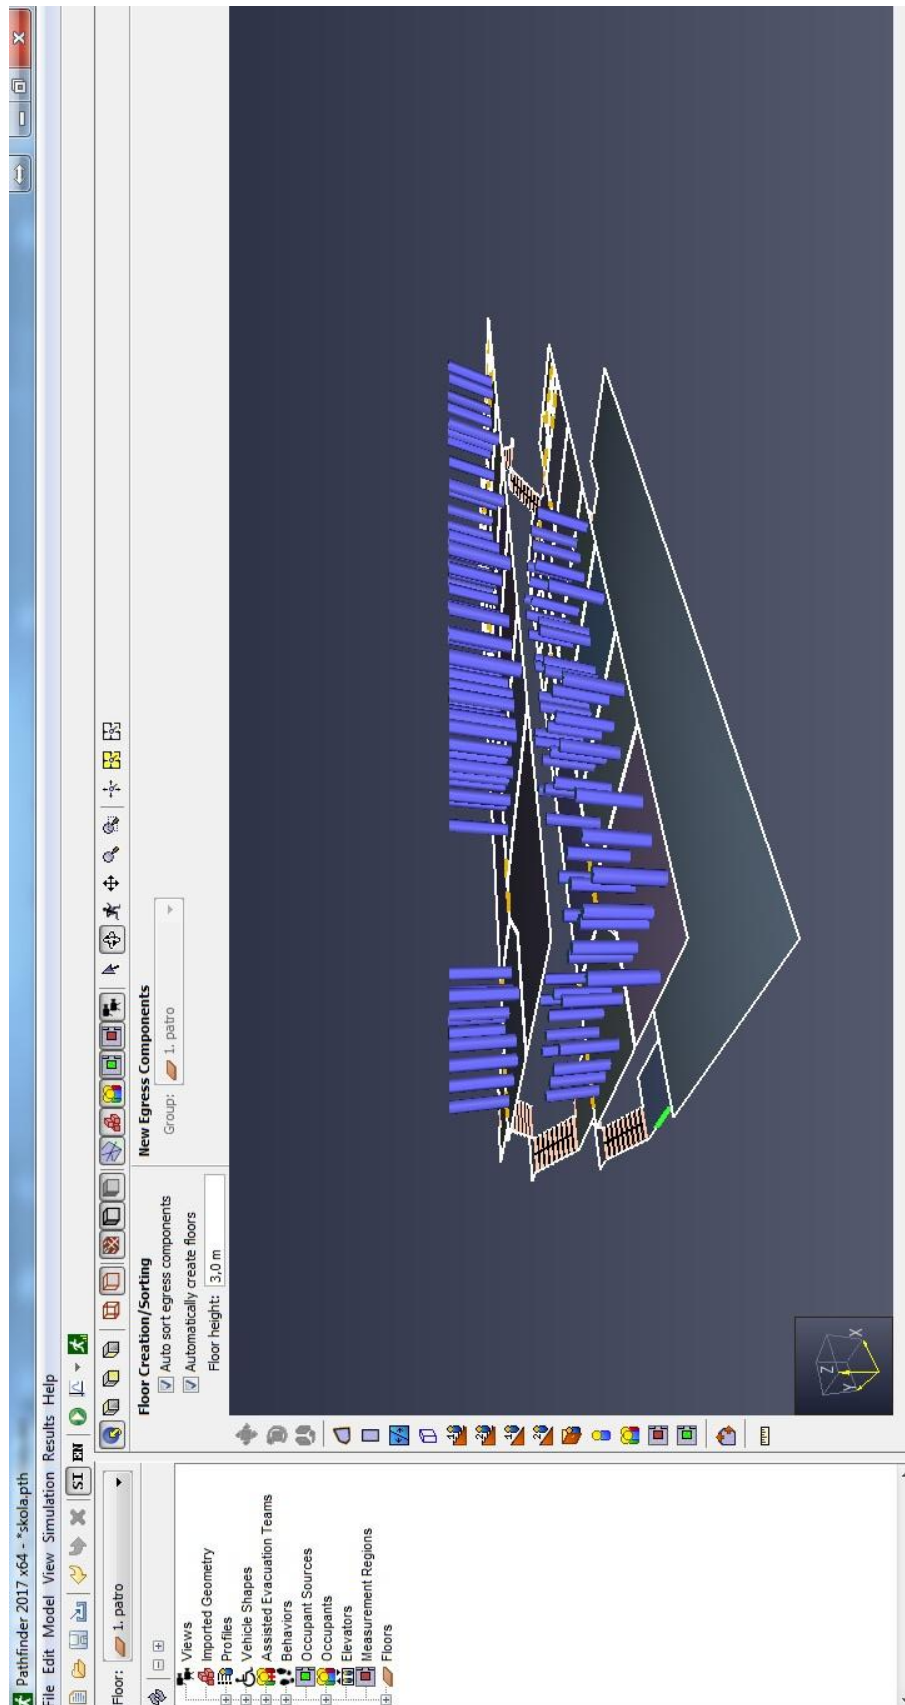 Pathfinder 2017 x64 - *skola.pth
File Edit Model View Simulation Results Help
SI EN
Floor: 1. patro
Views
Imported Geometry
Profiles
Vehicle Shapes
Assisted Evacuation Teams
Behaviors
Occupant Sources
Occupants
Elevators
Measurement Regions
Floors
Floor Creation/Sorting
Auto sort egress components
Automatically create floors
Floor height: 3,0 m
New Egress Components
Group: 1. patro
Z
Y
X